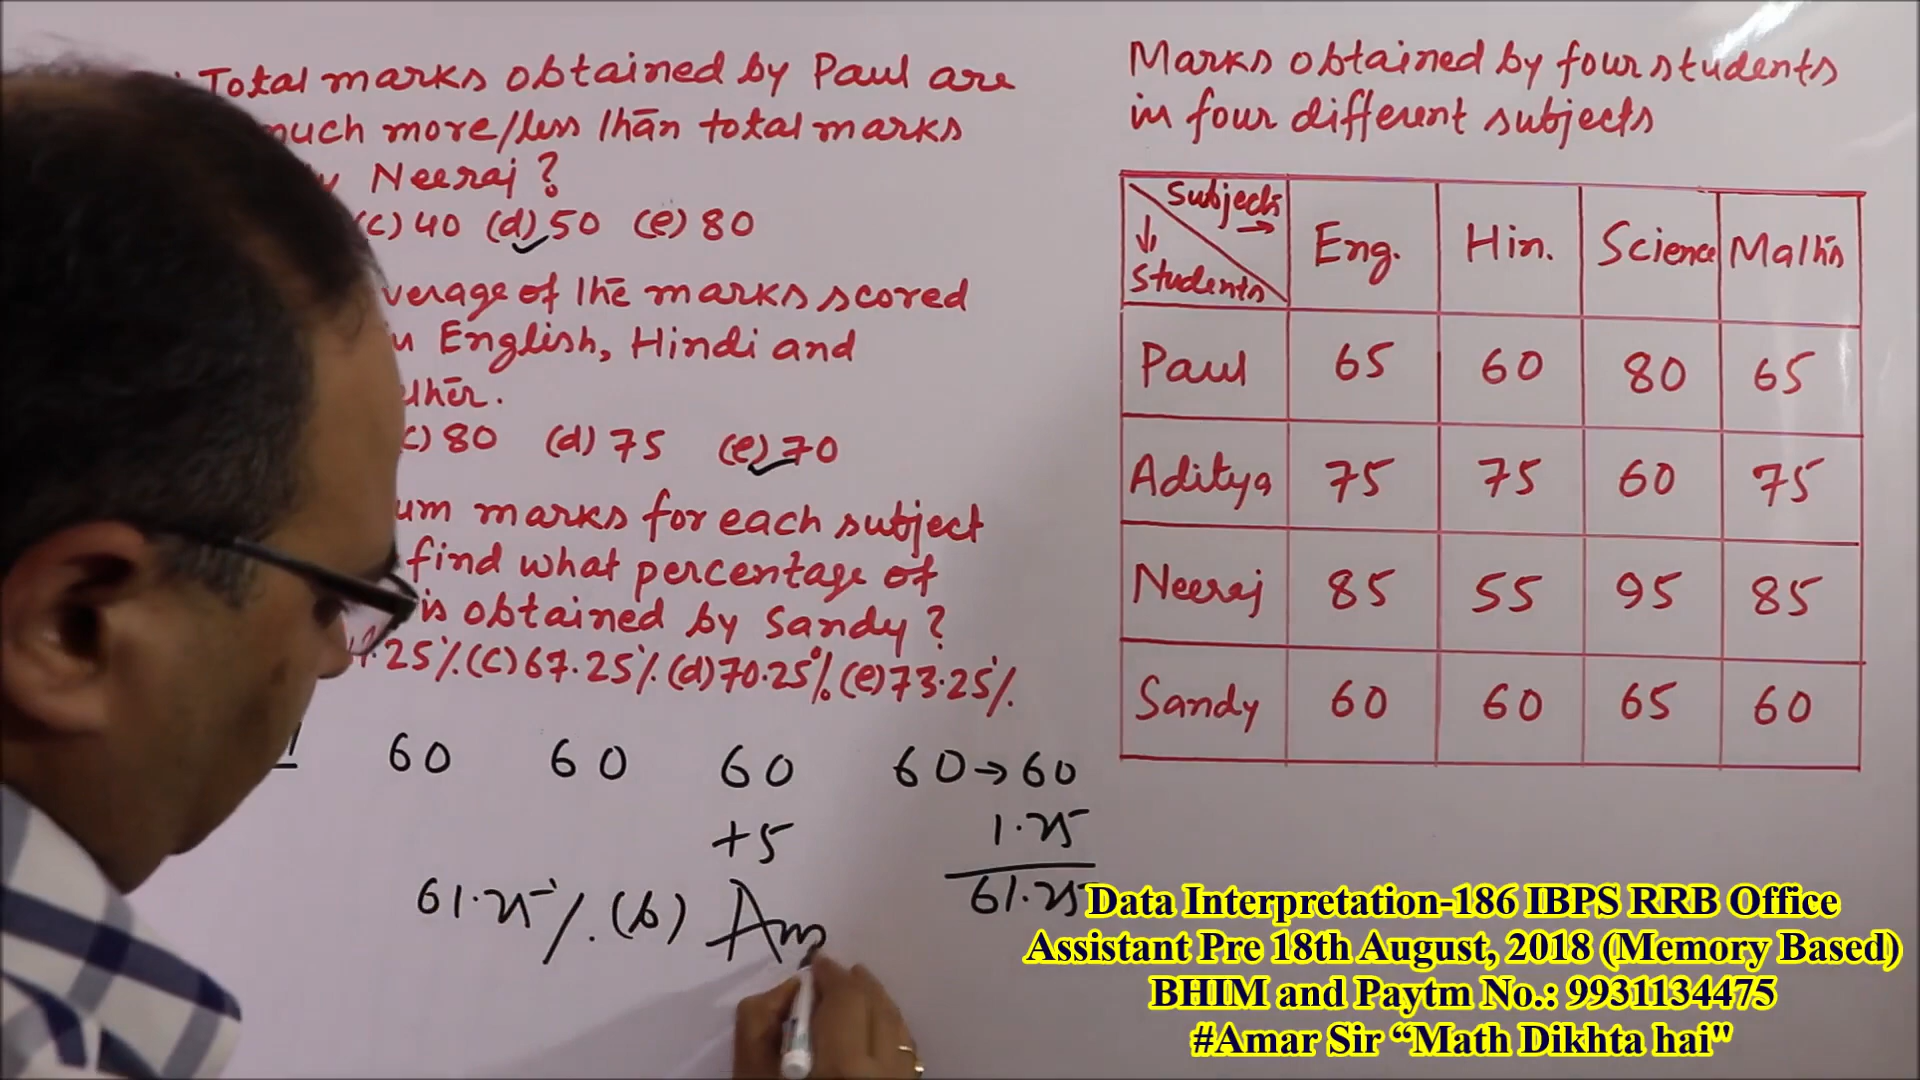 Total marks obtained by Paul are
much more/less than total marks
Neeraj ?
(c) 40 (d) 50 (e) 80
verage of the marks scored
English, Hindi and
ther.
c) 80 (d) 75 (e) 70
um marks for each subject
find what percentage of
is obtained by Sandy ?
.25%. (c) 67.25%. (d) 70.25% (e) 73.25%.
60 60 60 60→60
+5 1.25
61.25
61.25%. (b) Ans
Marks obtained by four students
in four different subjects
Subjects →
↓ Students
Eng. Hin. Science Maths
Paul 65 60 80 65
Aditya 75 75 60 75
Neeraj 85 55 95 85
Sandy 60 60 65 60
Data Interpretation-186 IBPS RRB Office
Assistant Pre 18th August, 2018 (Memory Based)
BHIM and Paytm No.: 9931134475
#Amar Sir “Math Dikhta hai"